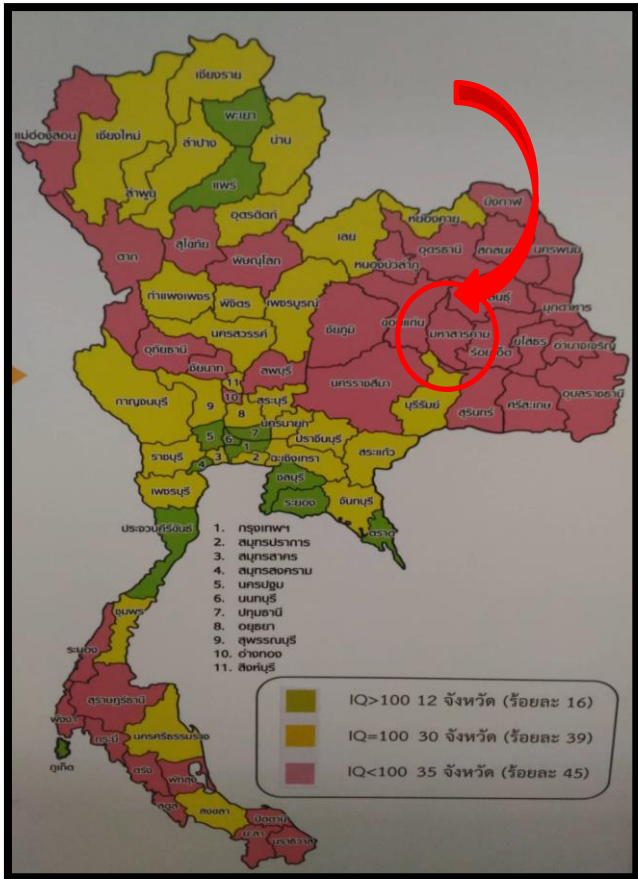 เชียงราย
พะเยา
แม่ฮ่องสอน
เชียงใหม่
ลำปาง
น่าน
แพร่
ลำพูน
อุตรดิตถ์
บึงกาฬ
หนองคาย
เลย
อุดรธานี
สกลนคร
นครพนม
ตาก
สุโขทัย
พิษณุโลก
หนองบัวลำภู
กำแพงเพชร
พิจิตร
เพชรบูรณ์
มุกดาหาร
ชัยภูมิ
ขอนแก่น
มหาสารคาม
ร้อยเอ็ด
ยโสธร
อำนาจเจริญ
นครสวรรค์
อุทัยธานี
ชัยนาท
ลพบุรี
นครราชสีมา
บุรีรัมย์
สุรินทร์
ศรีสะเกษ
อุบลราชธานี
กาญจนบุรี
11
10
9
8
สระบุรี
นครนายก
7
ปราจีนบุรี
5
6
1
ราชบุรี
4
3
2
ฉะเชิงเทรา
สระแก้ว
ชลบุรี
เพชรบุรี
ระยอง
จันทบุรี
ตราด
ประจวบคีรีขันธ์
1. กรุงเทพฯ
2. สมุทรปราการ
3. สมุทรสาคร
4. สมุทรสงคราม
5. นครปฐม
6. นนทบุรี
7. ปทุมธานี
8. อยุธยา
9. สุพรรณบุรี
10. อ่างทอง
11. สิงห์บุรี
ชุมพร
ระนอง
สุราษฎร์ธานี
พังงา
กระบี่
นครศรีธรรมราช
ภูเก็ต
ตรัง
พัทลุง
สตูล
สงขลา
ปัตตานี
ยะลา
นราธิวาส
IQ>100 12 จังหวัด (ร้อยละ 16)
IQ=100 30 จังหวัด (ร้อยละ 39)
IQ<100 35 จังหวัด (ร้อยละ 45)